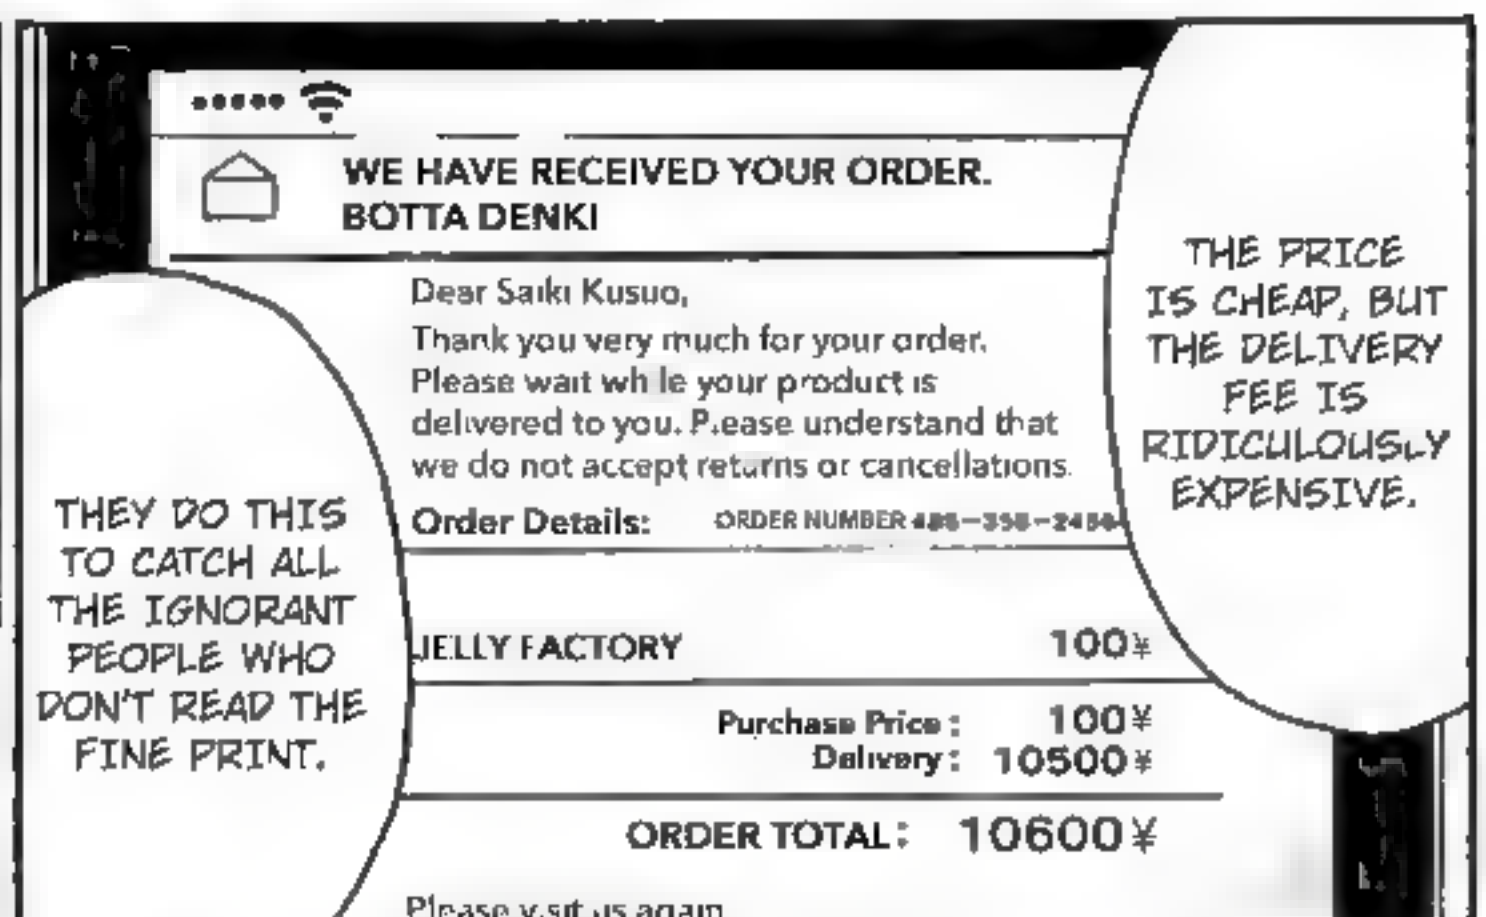 THE PRICE
IS CHEAP, BUT
THE DELIVERY
FEE IS
RIDICULOUSLY
EXPENSIVE.
WE HAVE RECEIVED YOUR ORDER.
BOTTA DENKI
Dear Saiki Kusuo,
Thank you very much for your order.
Please wait while your product is
delivered to you. Please understand that
we do not accept returns or cancellations.
Order Details: ORDER NUMBER
JELLY FACTORY 100¥
Purchase Price: 100¥
Delivery: 10500¥
ORDER TOTAL: 10600¥
Please visit us again
THEY DO THIS
TO CATCH ALL
THE IGNORANT
PEOPLE WHO
DON'T READ THE
FINE PRINT.